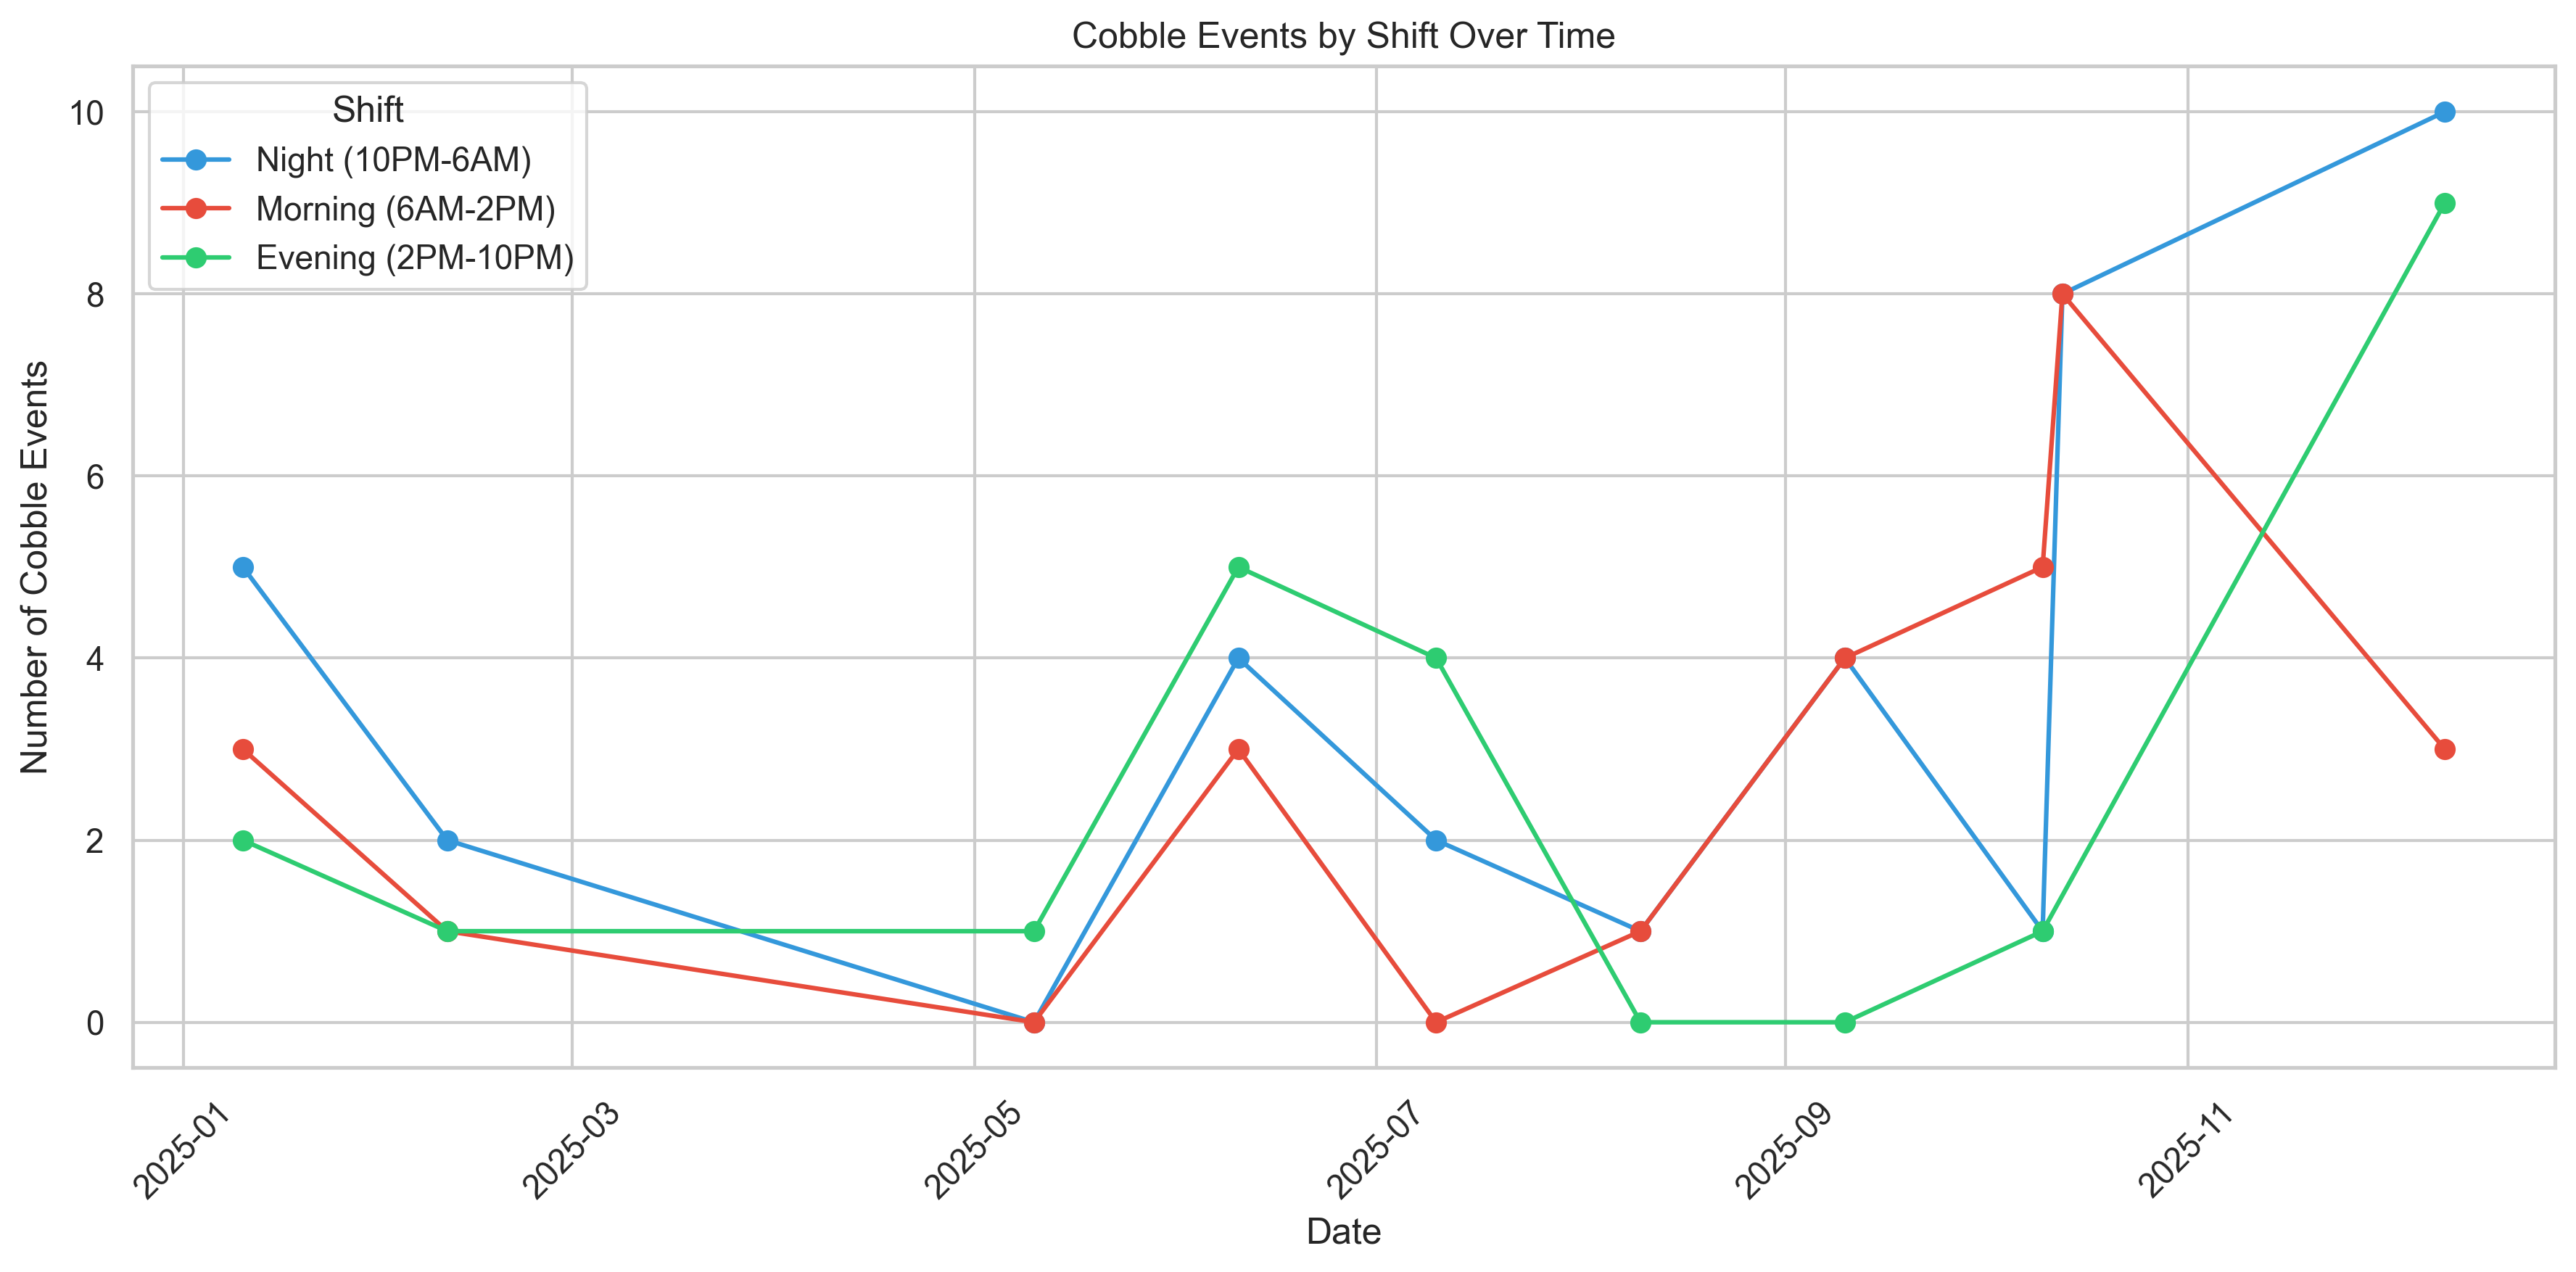 Cobble Events by Shift Over Time
Shift
Night (10PM-6AM)
Morning (6AM-2PM)
Evening (2PM-10PM)
Number of Cobble Events
10
8
6
4
2
0
2025-01
2025-03
2025-05
2025-07
2025-09
2025-11
Date